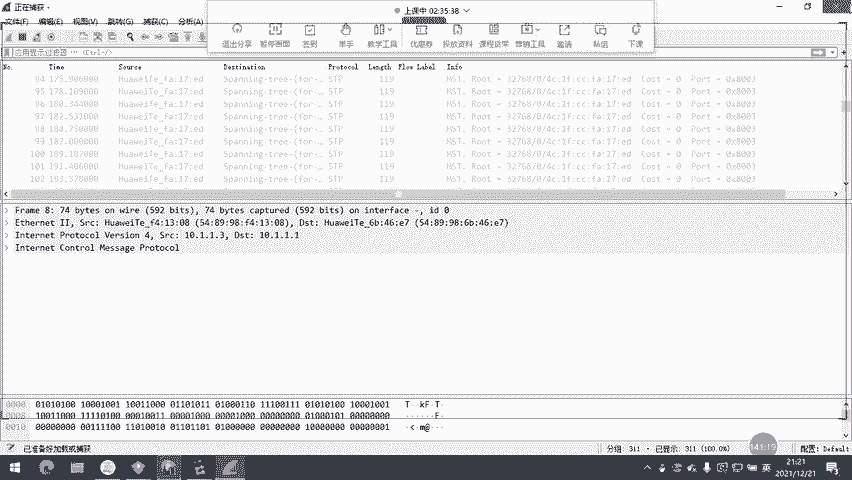 正在捕获 -
上课中 02:35:38
文件(F) 编辑(E) 视图(V) 跳转(G) 捕获(C) 分析(A)
退出分享 暂停画面 签到 举手 教学工具 优惠券 投放资料 课程货架 营销工具 邀请 私信 下课
应用显示过滤器 … <Ctrl-/>
No. Time Source Destination Protocol Length Flow Label Info
94 175.906000 HuaweiTe_fa:17:ed Spanning-tree-(for-… STP 119 MST. Root = 32768/0/4c:1f:cc:fa:17:ed Cost = 0 Port = 0x8003
95 178.109000 HuaweiTe_fa:17:ed Spanning-tree-(for-… STP 119 MST. Root = 32768/0/4c:1f:cc:fa:17:ed Cost = 0 Port = 0x8003
96 180.344000 HuaweiTe_fa:17:ed Spanning-tree-(for-… STP 119 MST. Root = 32768/0/4c:1f:cc:fa:17:ed Cost = 0 Port = 0x8003
97 182.531000 HuaweiTe_fa:17:ed Spanning-tree-(for-… STP 119 MST. Root = 32768/0/4c:1f:cc:fa:17:ed Cost = 0 Port = 0x8003
98 184.750000 HuaweiTe_fa:17:ed Spanning-tree-(for-… STP 119 MST. Root = 32768/0/4c:1f:cc:fa:17:ed Cost = 0 Port = 0x8003
99 187.000000 HuaweiTe_fa:17:ed Spanning-tree-(for-… STP 119 MST. Root = 32768/0/4c:1f:cc:fa:17:ed Cost = 0 Port = 0x8003
100 189.187000 HuaweiTe_fa:17:ed Spanning-tree-(for-… STP 119 MST. Root = 32768/0/4c:1f:cc:fa:17:ed Cost = 0 Port = 0x8003
101 191.406000 HuaweiTe_fa:17:ed Spanning-tree-(for-… STP 119 MST. Root = 32768/0/4c:1f:cc:fa:17:ed Cost = 0 Port = 0x8003
102 193.578000 HuaweiTe_fa:17:ed Spanning-tree-(for-… STP 119 MST. Root = 32768/0/4c:1f:cc:fa:17:ed Cost = 0 Port = 0x8003
> Frame 8: 74 bytes on wire (592 bits), 74 bytes captured (592 bits) on interface -, id 0
> Ethernet II, Src: HuaweiTe_f4:13:08 (54:89:98:f4:13:08), Dst: HuaweiTe_6b:46:e7 (54:89:98:6b:46:e7)
> Internet Protocol Version 4, Src: 10.1.1.3, Dst: 10.1.1.1
> Internet Control Message Protocol
0000 01010100 10001001 10011000 01101011 01000110 11100111 01010100 10001001 T··kF·T·
0008 10011000 11110100 00010011 00001000 00001000 00000000 01000101 00000000 ······E·
0010 00000000 00111100 11010010 01101101 01000000 00000000 10000000 00000001 ·<·m@···
已准备好加载或捕获 分组: 311 · 已显示: 311 (100.0%) 配置: Default
141:19
英 21:21
2021/12/21